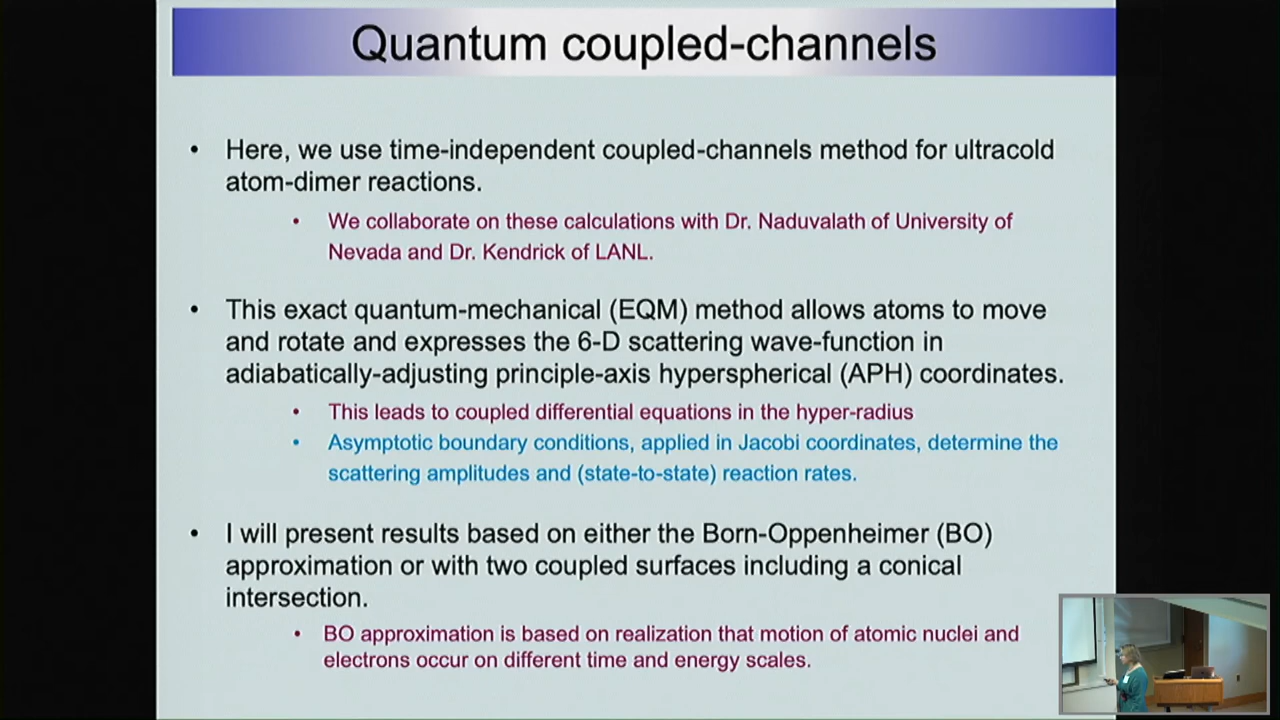 Quantum coupled-channels
• Here, we use time-independent coupled-channels method for ultracold
atom-dimer reactions.
• We collaborate on these calculations with Dr. Naduvalath of University of
Nevada and Dr. Kendrick of LANL.
• This exact quantum-mechanical (EQM) method allows atoms to move
and rotate and expresses the 6-D scattering wave-function in
adiabatically-adjusting principle-axis hyperspherical (APH) coordinates.
• This leads to coupled differential equations in the hyper-radius
• Asymptotic boundary conditions, applied in Jacobi coordinates, determine the
scattering amplitudes and (state-to-state) reaction rates.
• I will present results based on either the Born-Oppenheimer (BO)
approximation or with two coupled surfaces including a conical
intersection.
• BO approximation is based on realization that motion of atomic nuclei and
electrons occur on different time and energy scales.